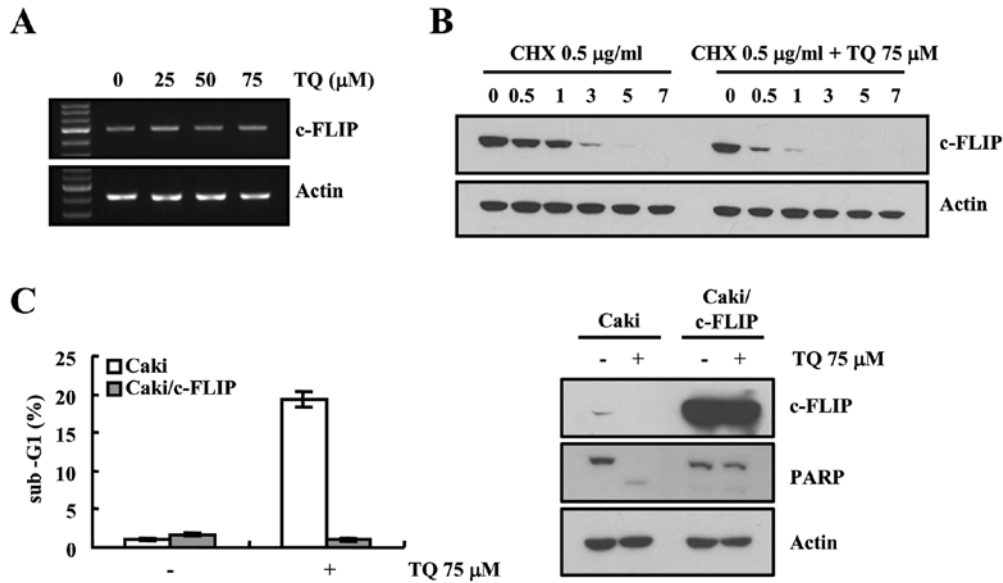 A
0 25 50 75 TQ (μM)
c-FLIP
Actin
B
CHX 0.5 μg/ml CHX 0.5 μg/ml + TQ 75 μM
0 0.5 1 3 5 7 0 0.5 1 3 5 7
c-FLIP
Actin
C
25
20
15
10
5
0
sub -G1 (%)
Caki
Caki/c-FLIP
- + TQ 75 μM
Caki Caki/
c-FLIP
- + - + TQ 75 μM
c-FLIP
PARP
Actin